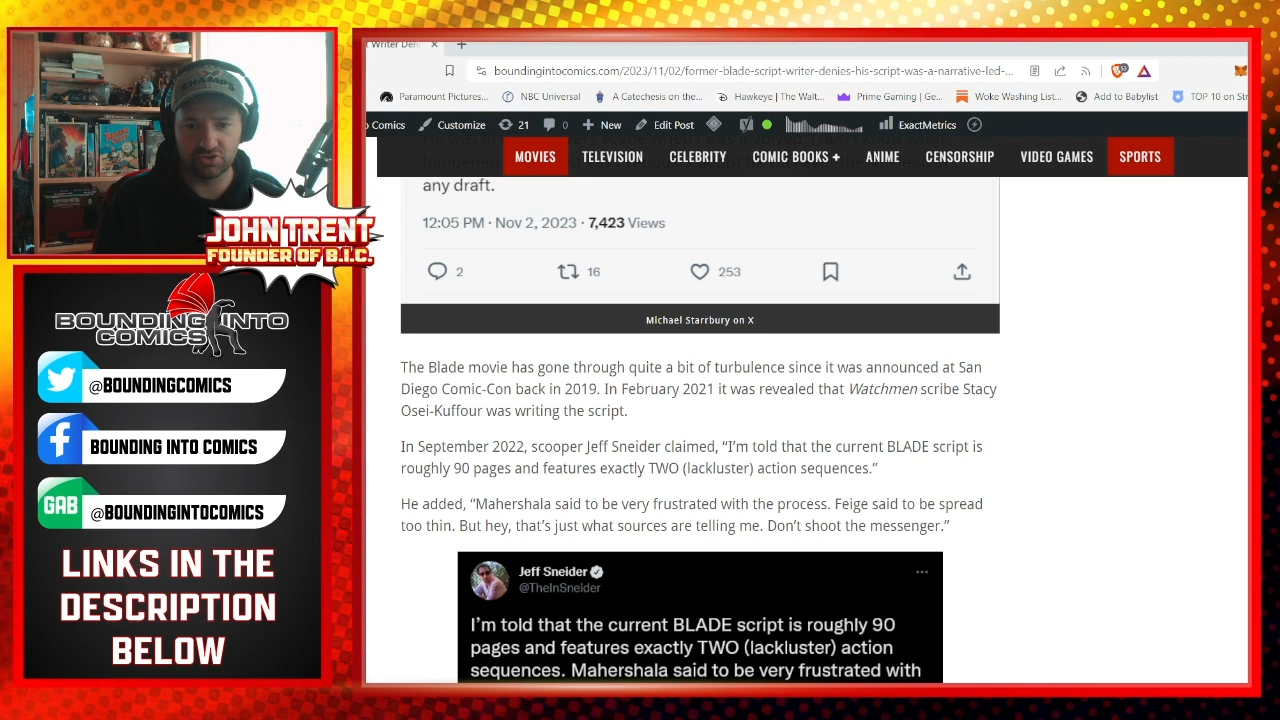 JOHN TRENT
FOUNDER OF B.I.C.
BOUNDING INTO
COMICS
@BOUNDINGCOMICS
BOUNDING INTO COMICS
GAB
@BOUNDINGINTOCOMICS
LINKS IN THE
DESCRIPTION
BELOW
Writer Den
boundingintocomics.com/2023/11/02/former-blade-script-writer-denies-his-script-was-a-narrative-led-...
Paramount Pictures... NBC Universal A Catechesis on the... Hawkeye | The Walt... Prime Gaming | Ge... Woke Washing List... Add to Babylist TOP 10 on Str
Comics Customize 21 0 New Edit Post ExactMetrics
MOVIES TELEVISION CELEBRITY COMIC BOOKS + ANIME CENSORSHIP VIDEO GAMES SPORTS
any draft.
12:05 PM · Nov 2, 2023 · 7,423 Views
2 16 253
Michael Starrbury on X
The Blade movie has gone through quite a bit of turbulence since it was announced at San
Diego Comic-Con back in 2019. In February 2021 it was revealed that Watchmen scribe Stacy
Osei-Kuffour was writing the script.
In September 2022, scooper Jeff Sneider claimed, “I’m told that the current BLADE script is
roughly 90 pages and features exactly TWO (lackluster) action sequences.”
He added, “Mahershala said to be very frustrated with the process. Feige said to be spread
too thin. But hey, that’s just what sources are telling me. Don’t shoot the messenger.”
Jeff Sneider
@TheInSneider
I’m told that the current BLADE script is roughly 90
pages and features exactly TWO (lackluster) action
sequences. Mahershala said to be very frustrated with